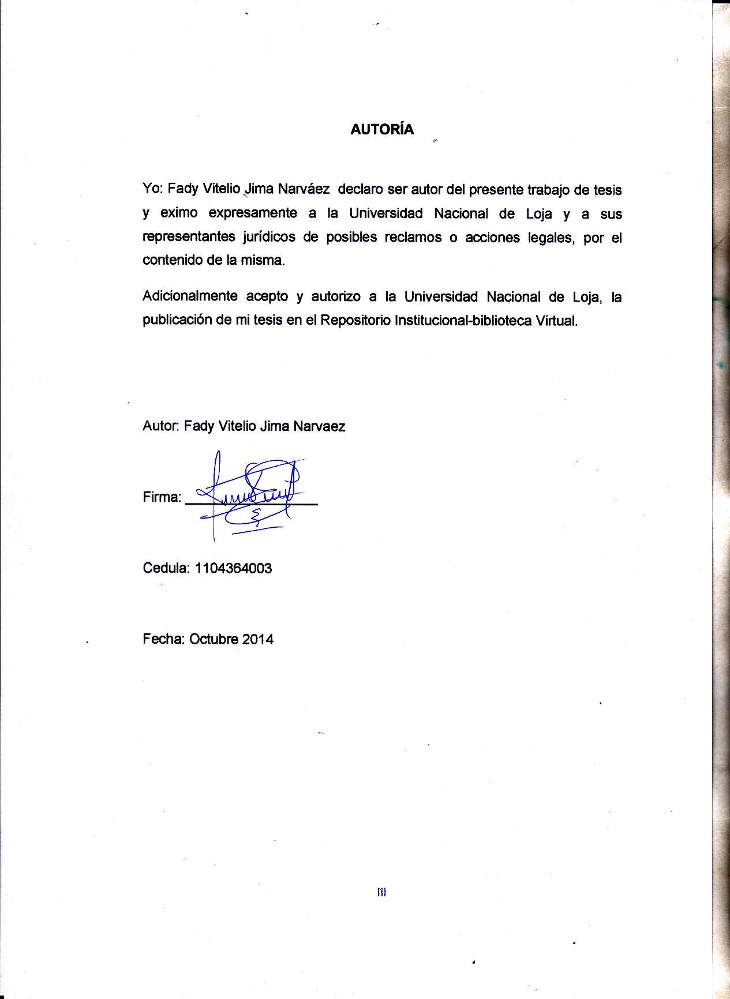 AUTORÍA
Yo: Fady Vitelio Jima Narváez declaro ser autor del presente trabajo de tesis
y eximo expresamente a la Universidad Nacional de Loja y a sus
representantes jurídicos de posibles reclamos o acciones legales, por el
contenido de la misma.
Adicionalmente acepto y autorizo a la Universidad Nacional de Loja, la
publicación de mi tesis en el Repositorio Institucional-biblioteca Virtual.
Autor: Fady Vitelio Jima Narvaez
Firma:
Cedula: 1104364003
Fecha: Octubre 2014
III